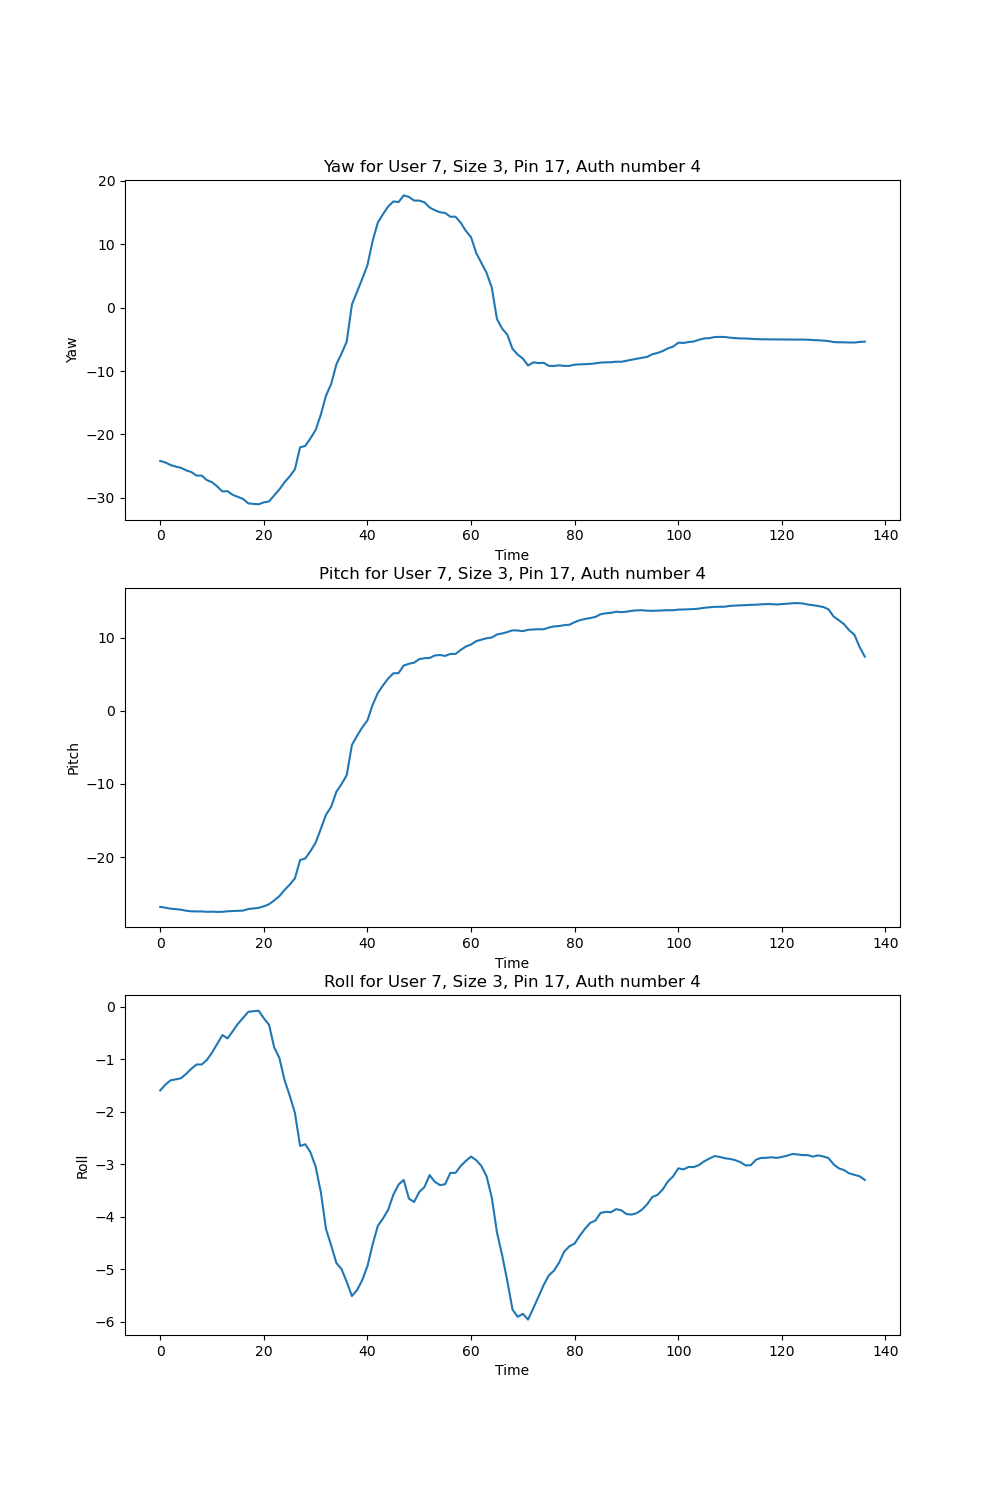 Yaw for User 7, Size 3, Pin 17, Auth number 4
20
10
0
−10
−20
−30
Yaw
0 20 40 60 80 100 120 140
Time
Pitch for User 7, Size 3, Pin 17, Auth number 4
10
0
−10
−20
Pitch
0 20 40 60 80 100 120 140
Time
Roll for User 7, Size 3, Pin 17, Auth number 4
0
−1
−2
−3
−4
−5
−6
Roll
0 20 40 60 80 100 120 140
Time